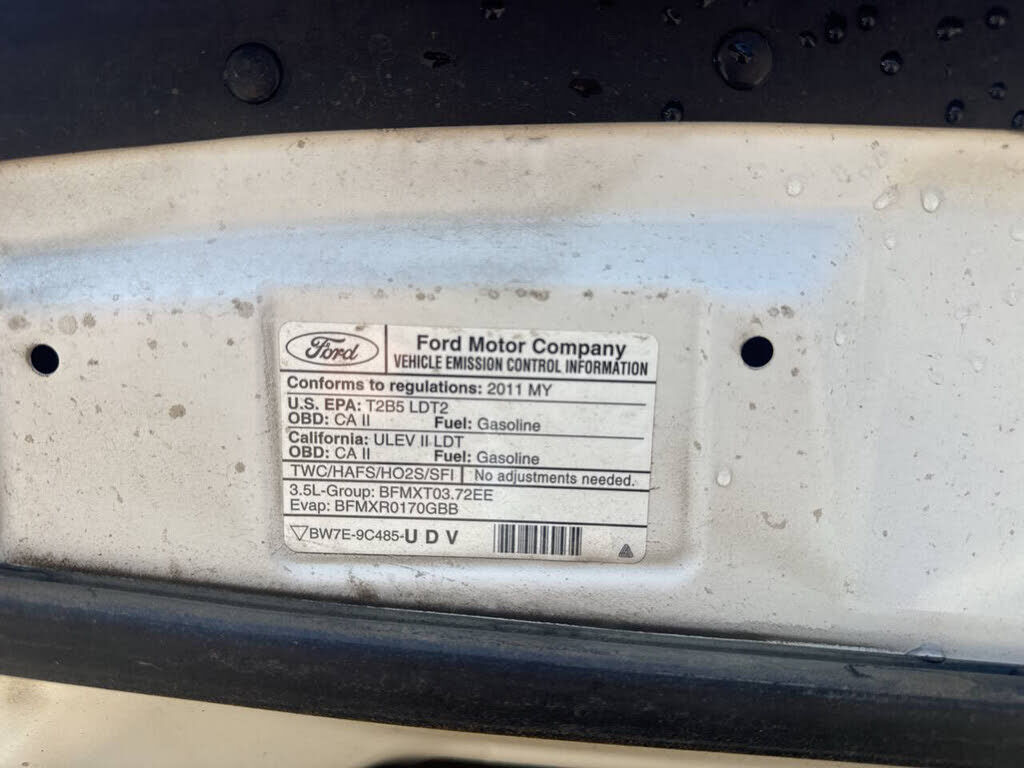 Ford
Ford Motor Company
VEHICLE EMISSION CONTROL INFORMATION
Conforms to regulations: 2011 MY
U.S. EPA: T2B5 LDT2
OBD: CA II Fuel: Gasoline
California: ULEV II LDT
OBD: CA II Fuel: Gasoline
TWC/HAFS/HO2S/SFI No adjustments needed.
3.5L-Group: BFMXT03.72EE
Evap: BFMXR0170GBB
BW7E-9C485-U D V